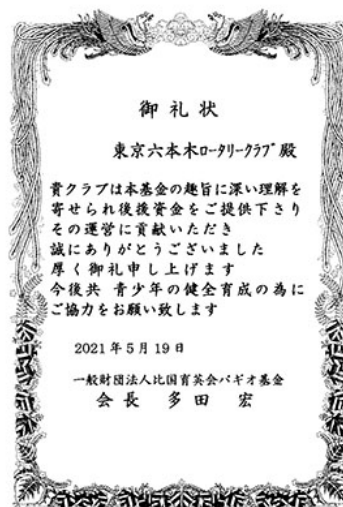 御礼状
東京六本木ロータリークラブ 殿
貴クラブは本基金の趣旨に深い理解を
寄せられ後援資金をご提供下さり
その運営に貢献いただき
誠にありがとうございました
厚く御礼申し上げます
今後共 青少年の健全育成の為に
ご協力をお願い致します
2021年5月19日
一般財団法人比国育英会バギオ基金
会長 多田 宏